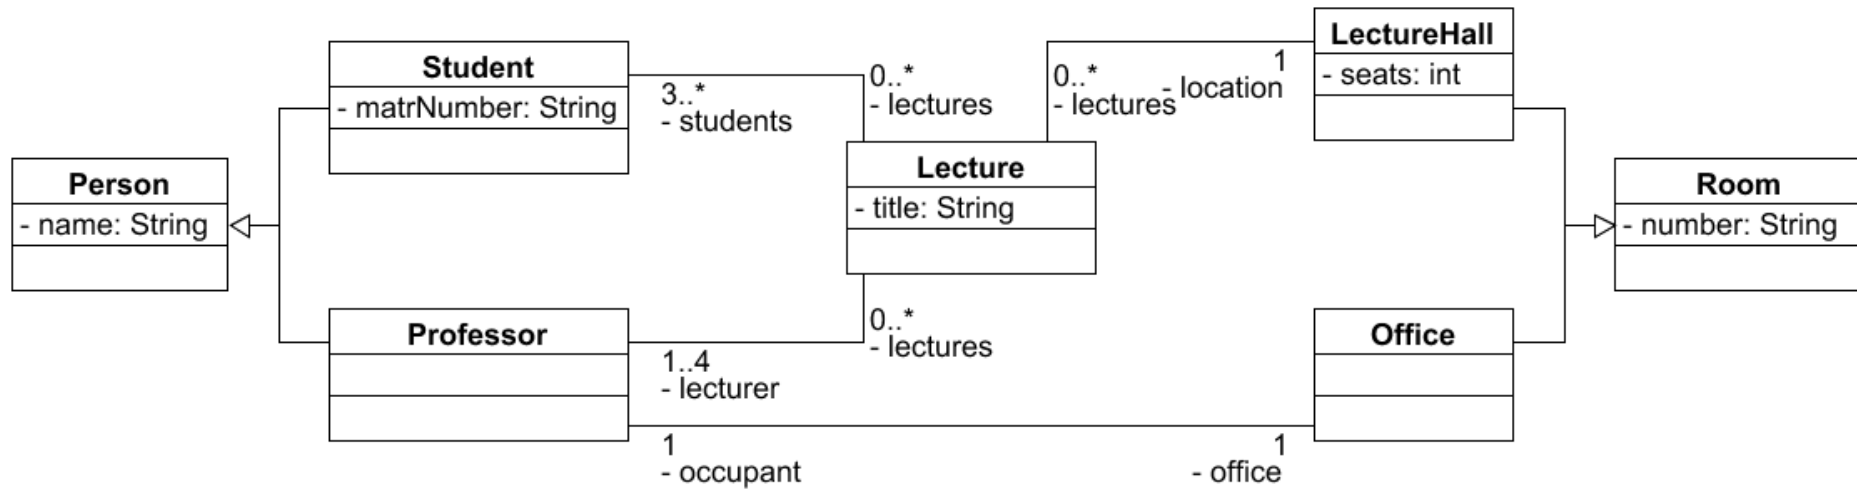 Person
- name: String
Student
- matrNumber: String
3..*
- students
0..*
- lectures
Professor
1..4
- lecturer
0..*
- lectures
1
- occupant
1
- office
Lecture
- title: String
0..*
- lectures
1
- location
LectureHall
- seats: int
Office
Room
- number: String